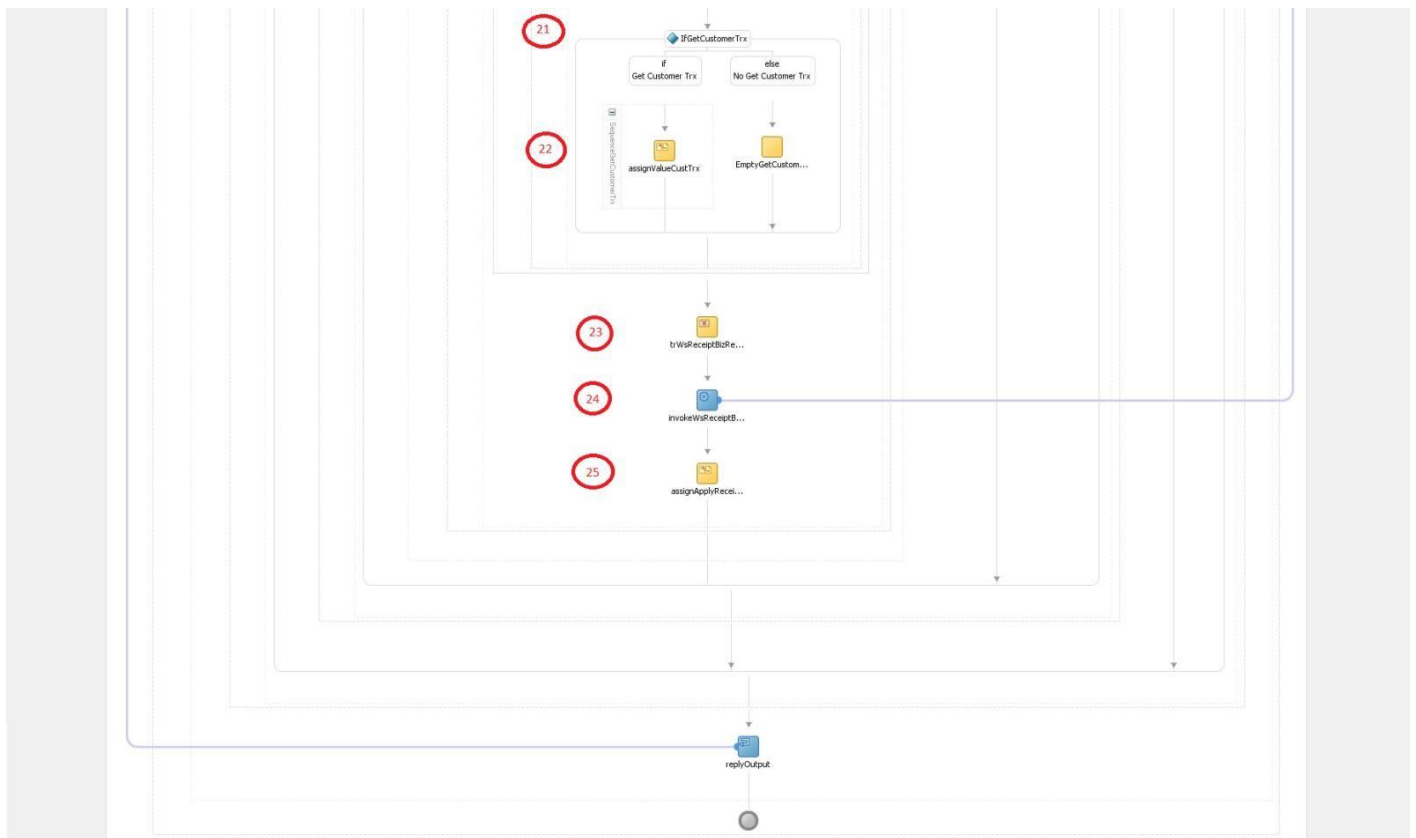 21
IfGetCustomerTrx
if
Get Customer Trx
else
No Get Customer Trx
SequenceGetCustomerTrx
22
assignValueCustTrx
EmptyGetCustom...
23
trWsReceiptBizRe...
24
invokeWsReceiptB...
25
assignApplyRecei...
replyOutput